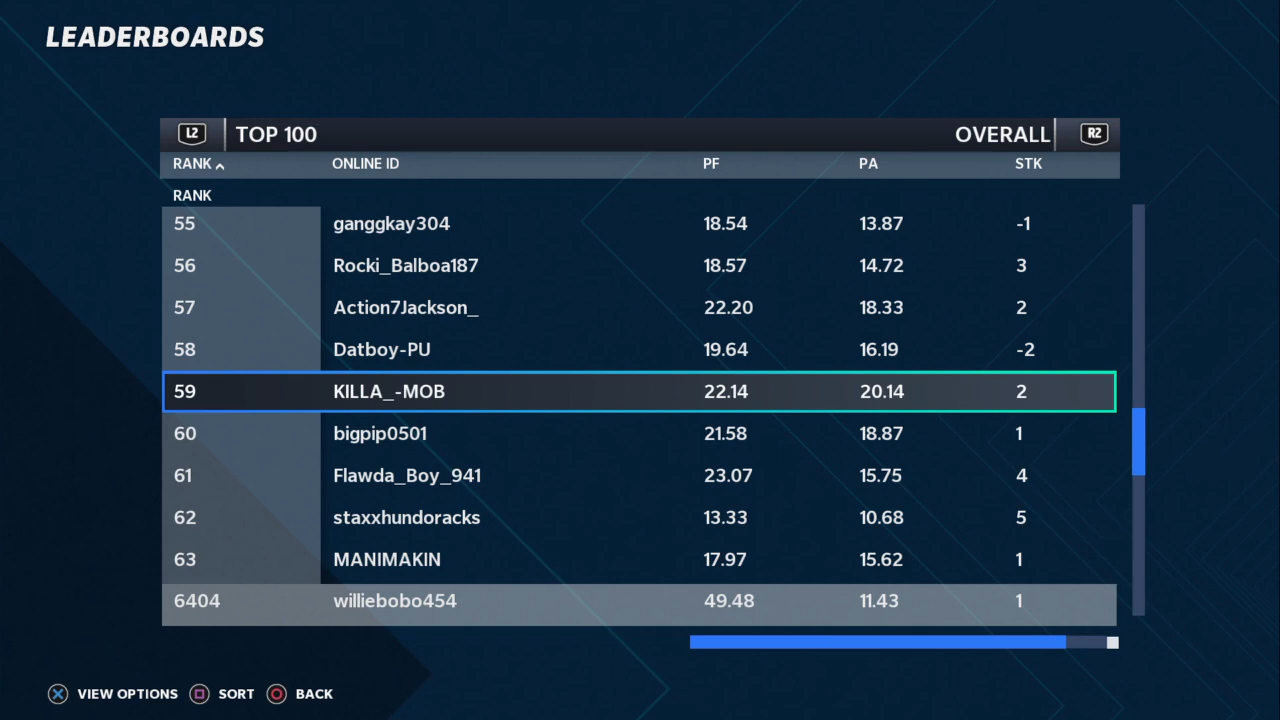 LEADERBOARDS
L2 TOP 100 OVERALL R2
RANK ONLINE ID PF PA STK
RANK
55 ganggkay304 18.54 13.87 -1
56 Rocki_Balboa187 18.57 14.72 3
57 Action7Jackson_ 22.20 18.33 2
58 Datboy-PU 19.64 16.19 -2
59 KILLA_-MOB 22.14 20.14 2
60 bigpip0501 21.58 18.87 1
61 Flawda_Boy_941 23.07 15.75 4
62 staxxhundoracks 13.33 10.68 5
63 MANIMAKIN 17.97 15.62 1
6404 williebobo454 49.48 11.43 1
VIEW OPTIONS SORT BACK